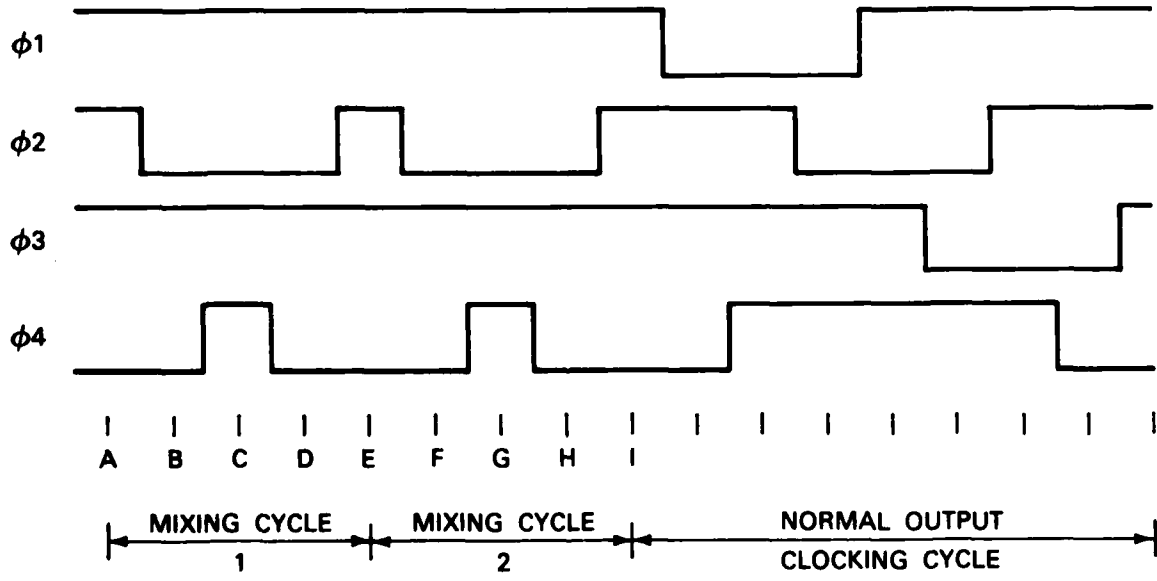 ϕ1
ϕ2
ϕ3
ϕ4
A B C D E F G H I
MIXING CYCLE 1
MIXING CYCLE 2
NORMAL OUTPUT
CLOCKING CYCLE